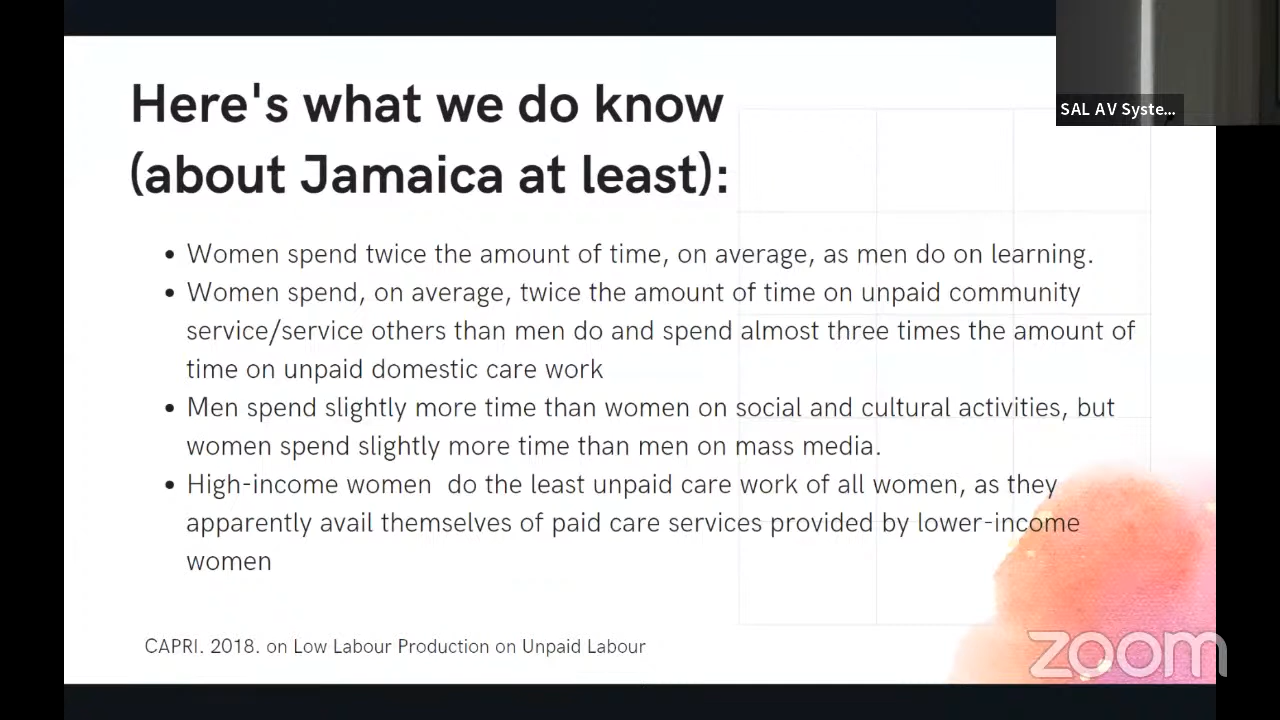 Here's what we do know
(about Jamaica at least):
SAL AV Syste...
• Women spend twice the amount of time, on average, as men do on learning.
• Women spend, on average, twice the amount of time on unpaid community
service/service others than men do and spend almost three times the amount of
time on unpaid domestic care work
• Men spend slightly more time than women on social and cultural activities, but
women spend slightly more time than men on mass media.
• High-income women  do the least unpaid care work of all women, as they
apparently avail themselves of paid care services provided by lower-income
women
CAPRI. 2018. on Low Labour Production on Unpaid Labour
zoom